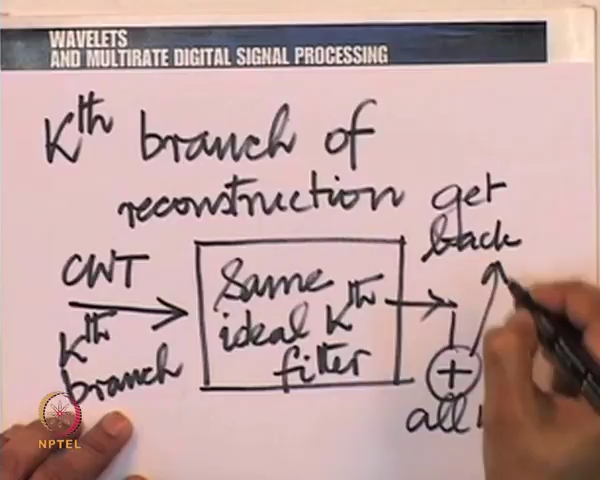 WAVELETS
AND MULTIRATE DIGITAL SIGNAL PROCESSING
Kth branch of
reconstruction
get
back
CWT
Kth
branch
Same
ideal Kth
filter
+
all
NPTEL